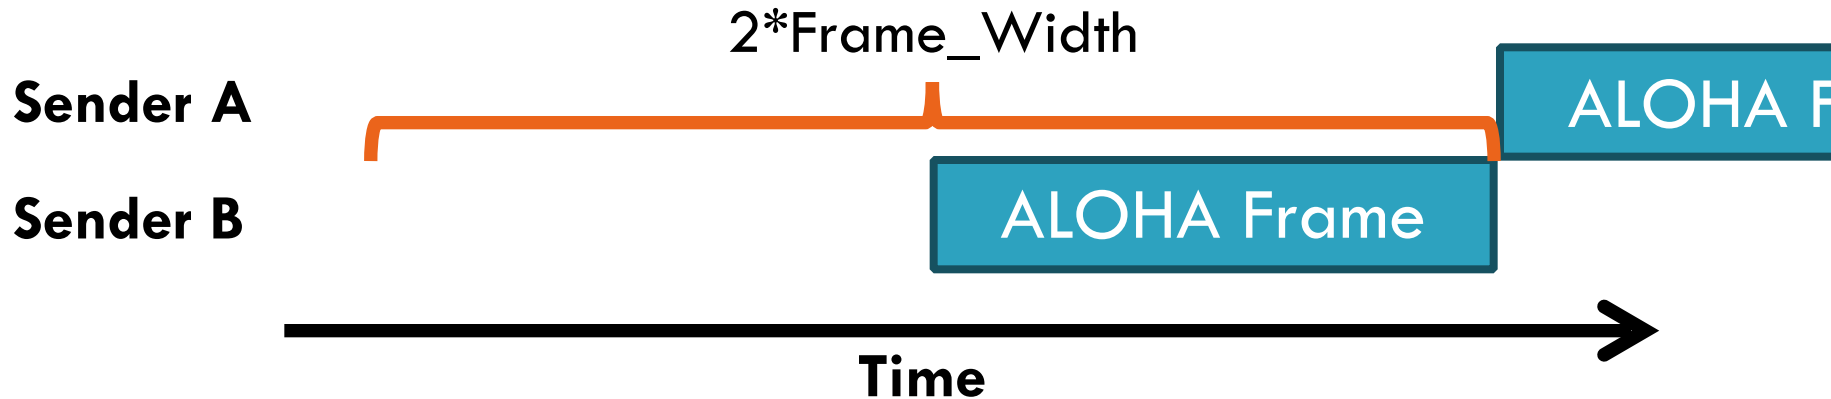 2*Frame_Width
Sender A
ALOHA F
Sender B
ALOHA Frame
Time